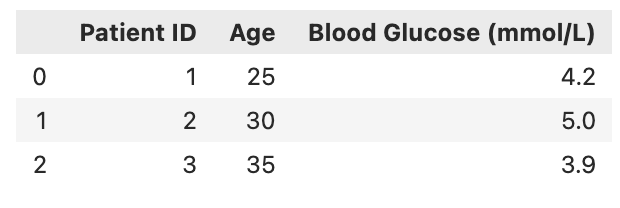 Patient ID Age Blood Glucose (mmol/L)
0 1 25 4.2
1 2 30 5.0
2 3 35 3.9